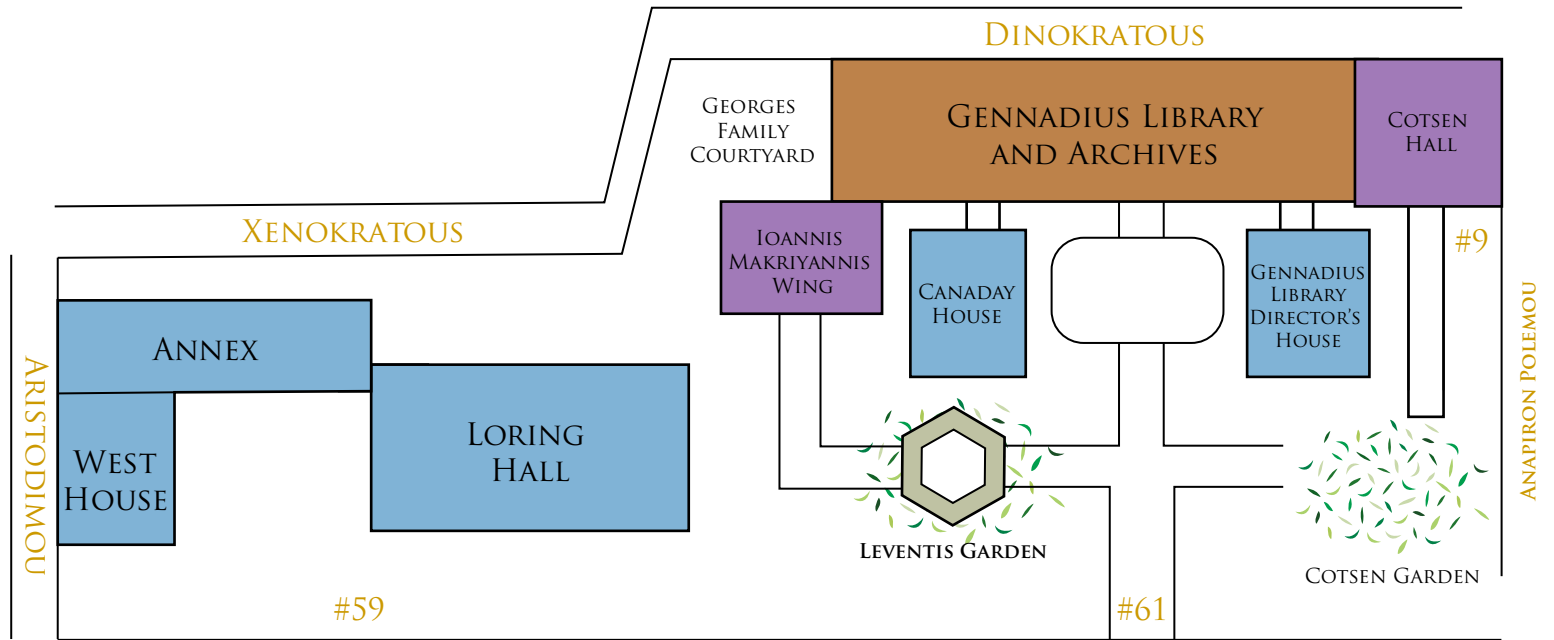 Dinokratous
Georges
Family
Courtyard
Gennadius Library
and Archives
Cotsen
Hall
Xenokratous
Ioannis
Makriyannis
Wing
#9
Canaday
House
Gennadius
Library
Director's
House
Annex
Aristodimou
Anapiron Polemou
West
House
Loring
Hall
Leventis Garden
Cotsen Garden
#59
#61